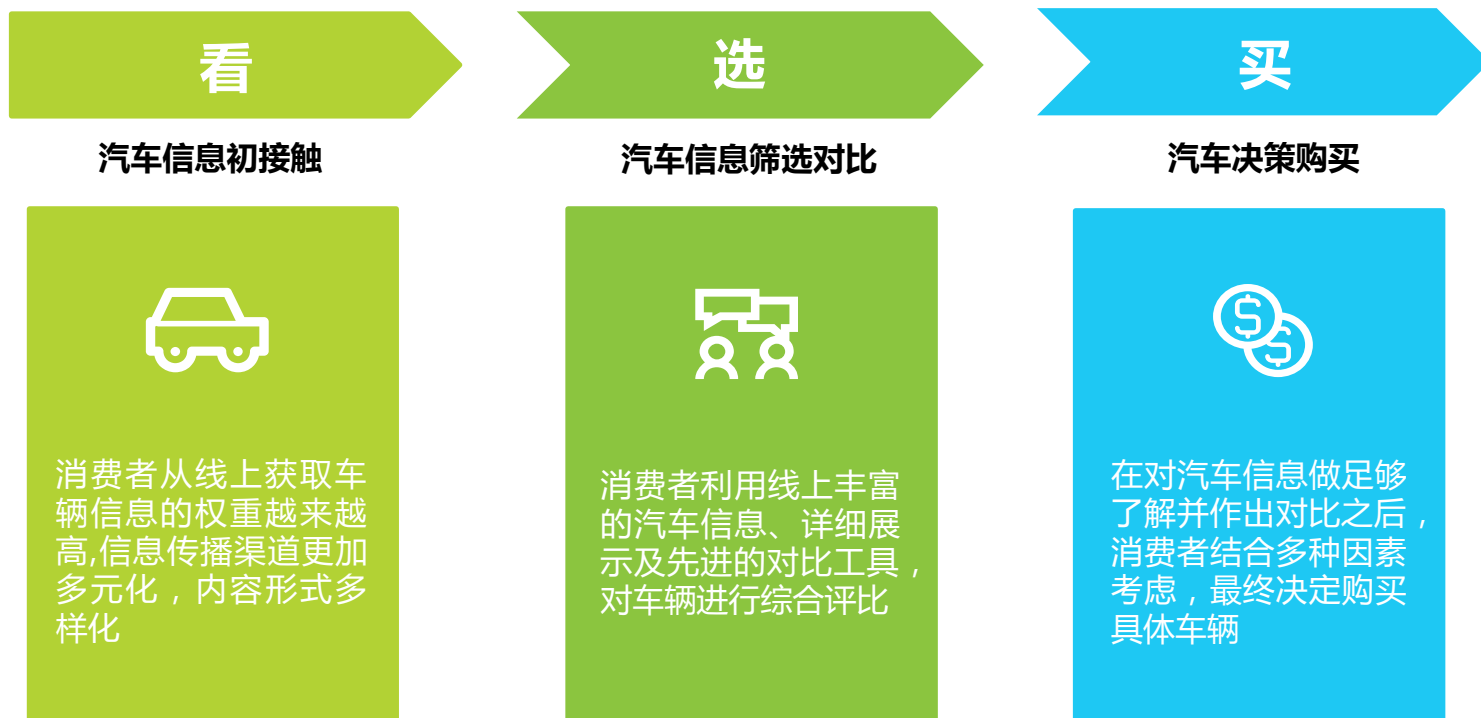 看
选
买
汽车信息初接触
汽车信息筛选对比
汽车决策购买
消费者从线上获取车
辆信息的权重越来越
高,信息传播渠道更加
多元化，内容形式多
样化
消费者利用线上丰富
的汽车信息、详细展
示及先进的对比工具，
对车辆进行综合评比
在对汽车信息做足够
了解并作出对比之后，
消费者结合多种因素
考虑，最终决定购买
具体车辆